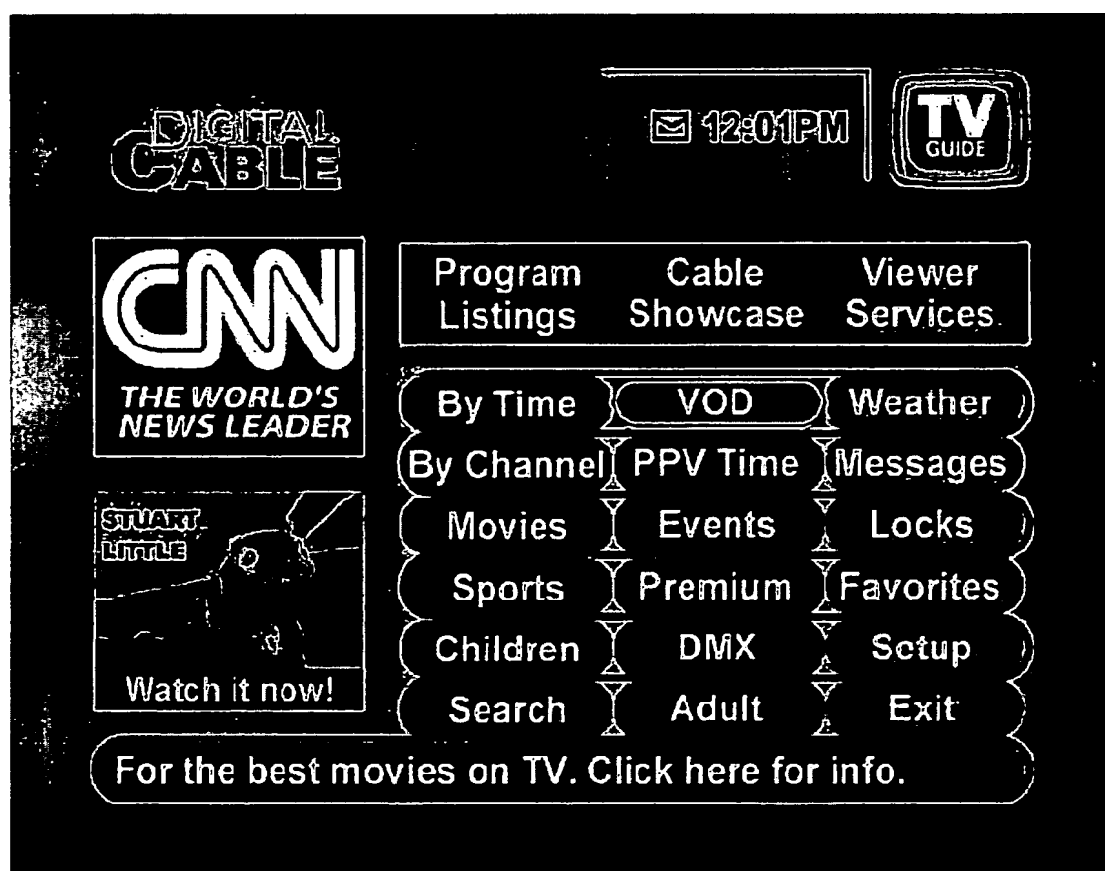 DIGITAL
CABLE
12:01PM
TV
GUIDE
CNN
THE WORLD'S
NEWS LEADER
Program Cable Viewer
Listings Showcase Services
By Time VOD Weather
By Channel PPV Time Messages
Movies Events Locks
Sports Premium Favorites
Children DMX Setup
Search Adult Exit
STUART
LITTLE
Watch it now!
For the best movies on TV. Click here for info.